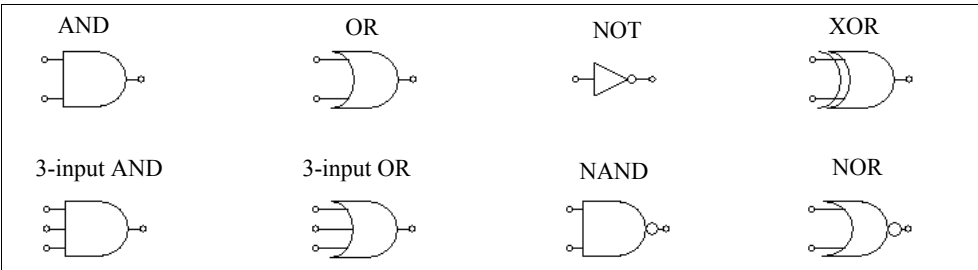 AND OR NOT XOR
3-input AND 3-input OR NAND NOR